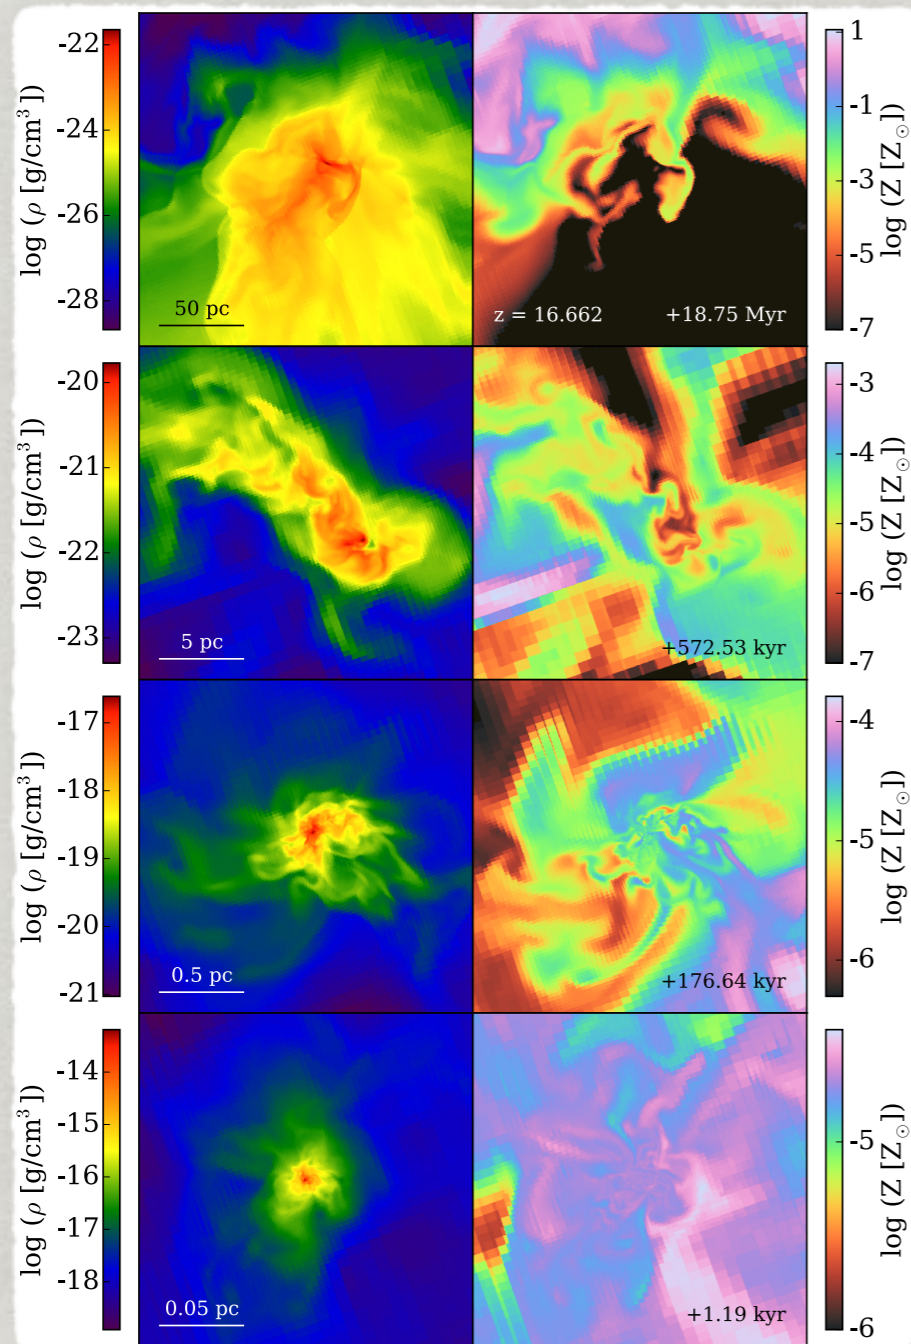 log (ρ [g/cm³])
-22
-24
-26
-28
50 pc
z = 16.662
+18.75 Myr
1
-1
-3
-5
-7
log (Z [Z☉])
log (ρ [g/cm³])
-20
-21
-22
-23
5 pc
+572.53 kyr
-3
-4
-5
-6
-7
log (Z [Z☉])
log (ρ [g/cm³])
-17
-18
-19
-20
-21
0.5 pc
+176.64 kyr
-4
-5
-6
log (Z [Z☉])
log (ρ [g/cm³])
-14
-15
-16
-17
-18
0.05 pc
+1.19 kyr
-5
-6
log (Z [Z☉])